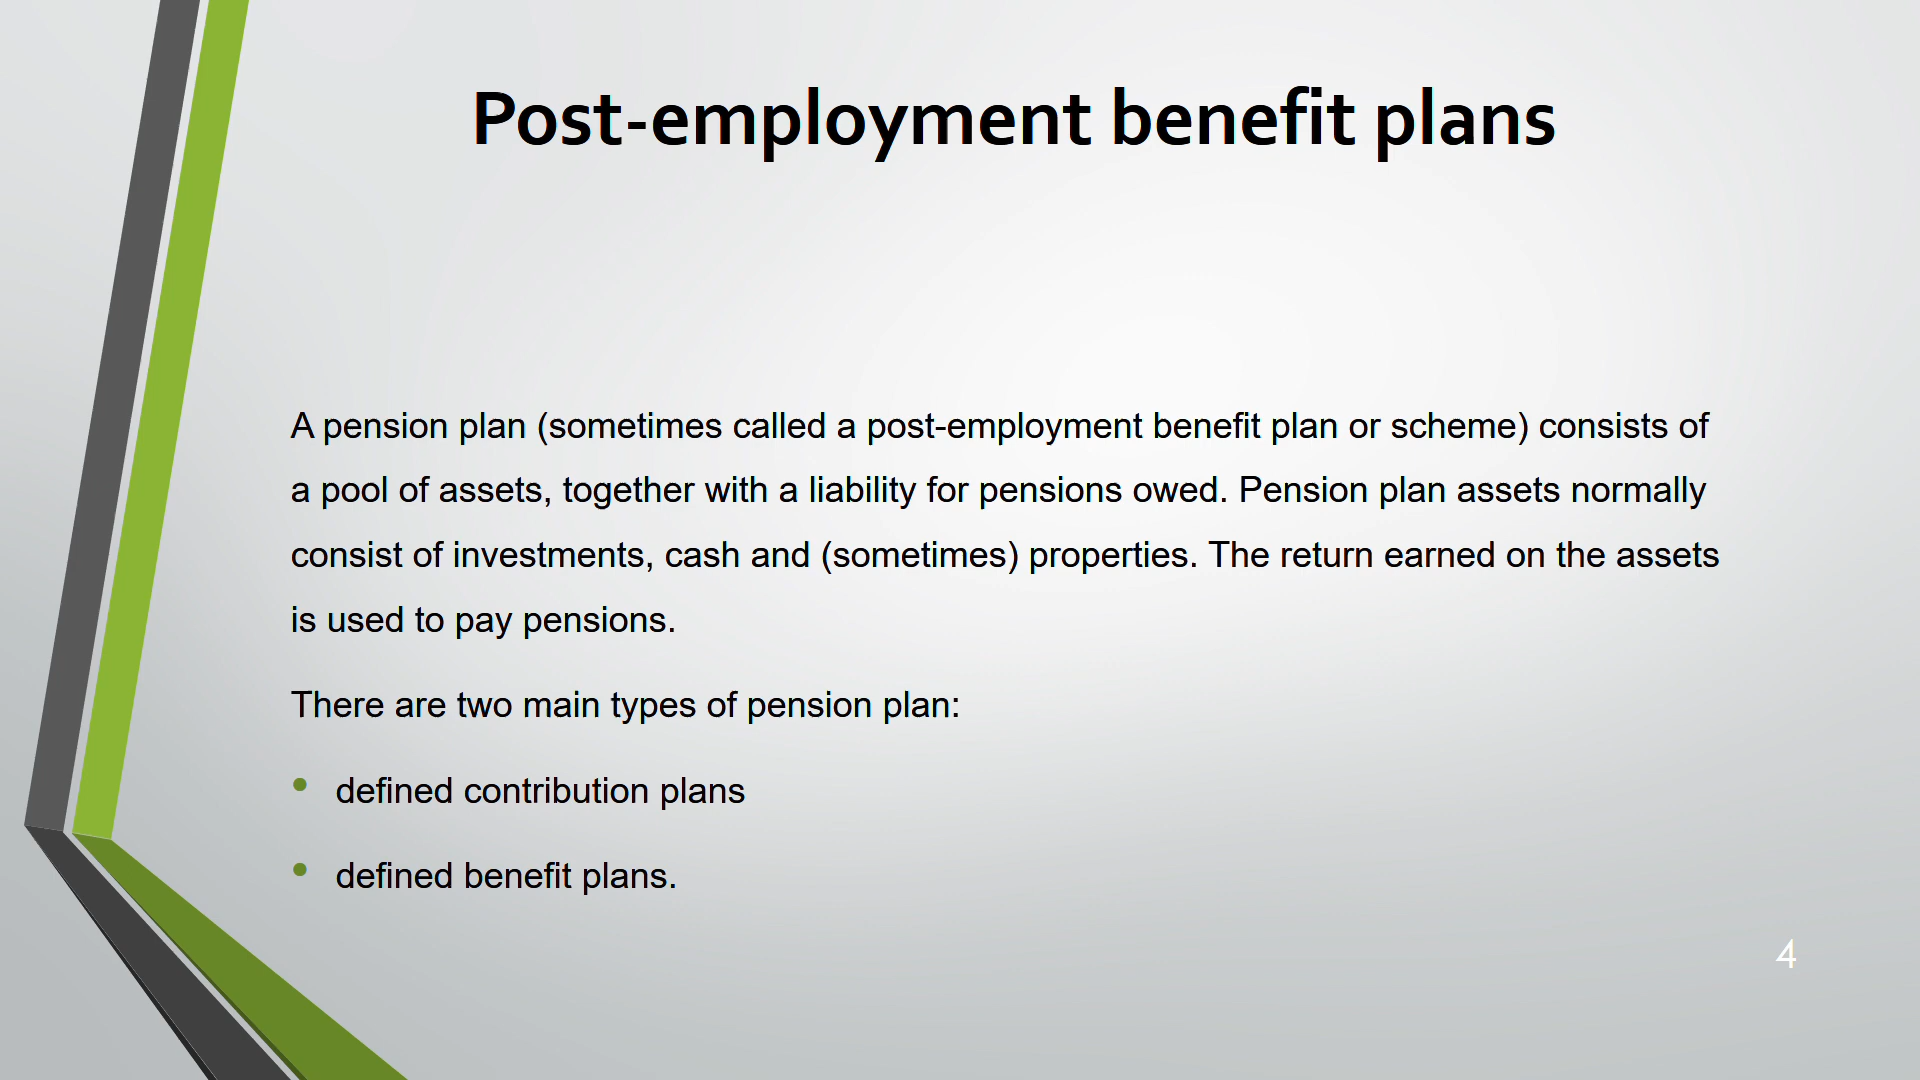 Post-employment benefit plans
A pension plan (sometimes called a post-employment benefit plan or scheme) consists of
a pool of assets, together with a liability for pensions owed. Pension plan assets normally
consist of investments, cash and (sometimes) properties. The return earned on the assets
is used to pay pensions.
There are two main types of pension plan:
• defined contribution plans
• defined benefit plans.
4